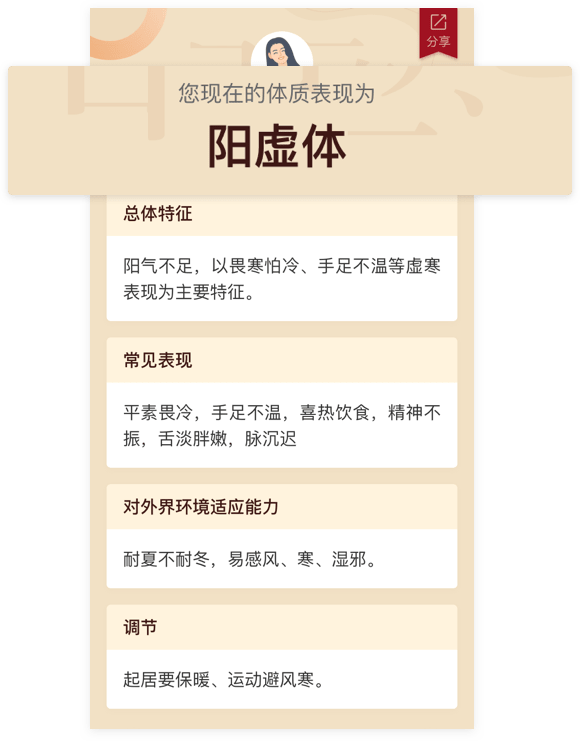 分享
您现在的体质表现为
阳虚体
总体特征
阳气不足，以畏寒怕冷、手足不温等虚寒
表现为主要特征。
常见表现
平素畏冷，手足不温，喜热饮食，精神不
振，舌淡胖嫩，脉沉迟
对外界环境适应能力
耐夏不耐冬，易感风、寒、湿邪。
调节
起居要保暖、运动避风寒。